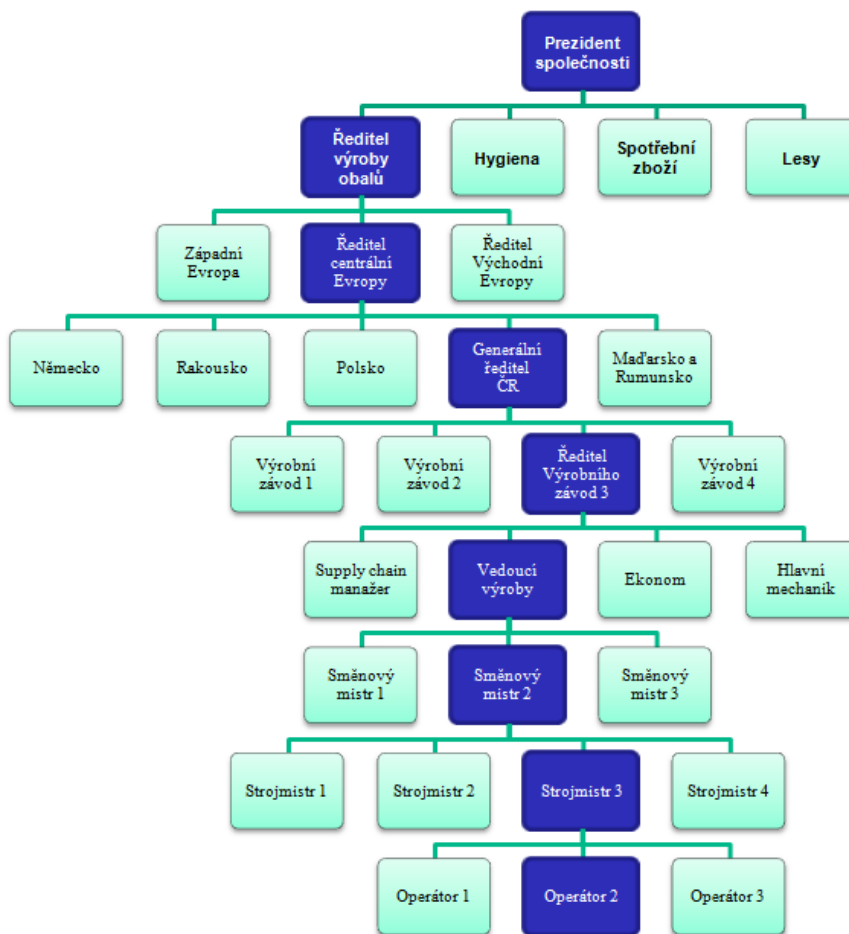 Prezident
společnosti
Ředitel
výroby
obalů
Hygiena
Spotřební
zboží
Lesy
Západní
Evropa
Ředitel
centrální
Evropy
Ředitel
Východní
Evropy
Německo
Rakousko
Polsko
Generální
ředitel
ČR
Maďarsko a
Rumunsko
Výrobní
závod 1
Výrobní
závod 2
Ředitel
Výrobního
závod 3
Výrobní
závod 4
Supply chain
manažer
Vedoucí
výroby
Ekonom
Hlavní
mechanik
Směnový
mistr 1
Směnový
mistr 2
Směnový
mistr 3
Strojmistr 1
Strojmistr 2
Strojmistr 3
Strojmistr 4
Operátor 1
Operátor 2
Operátor 3